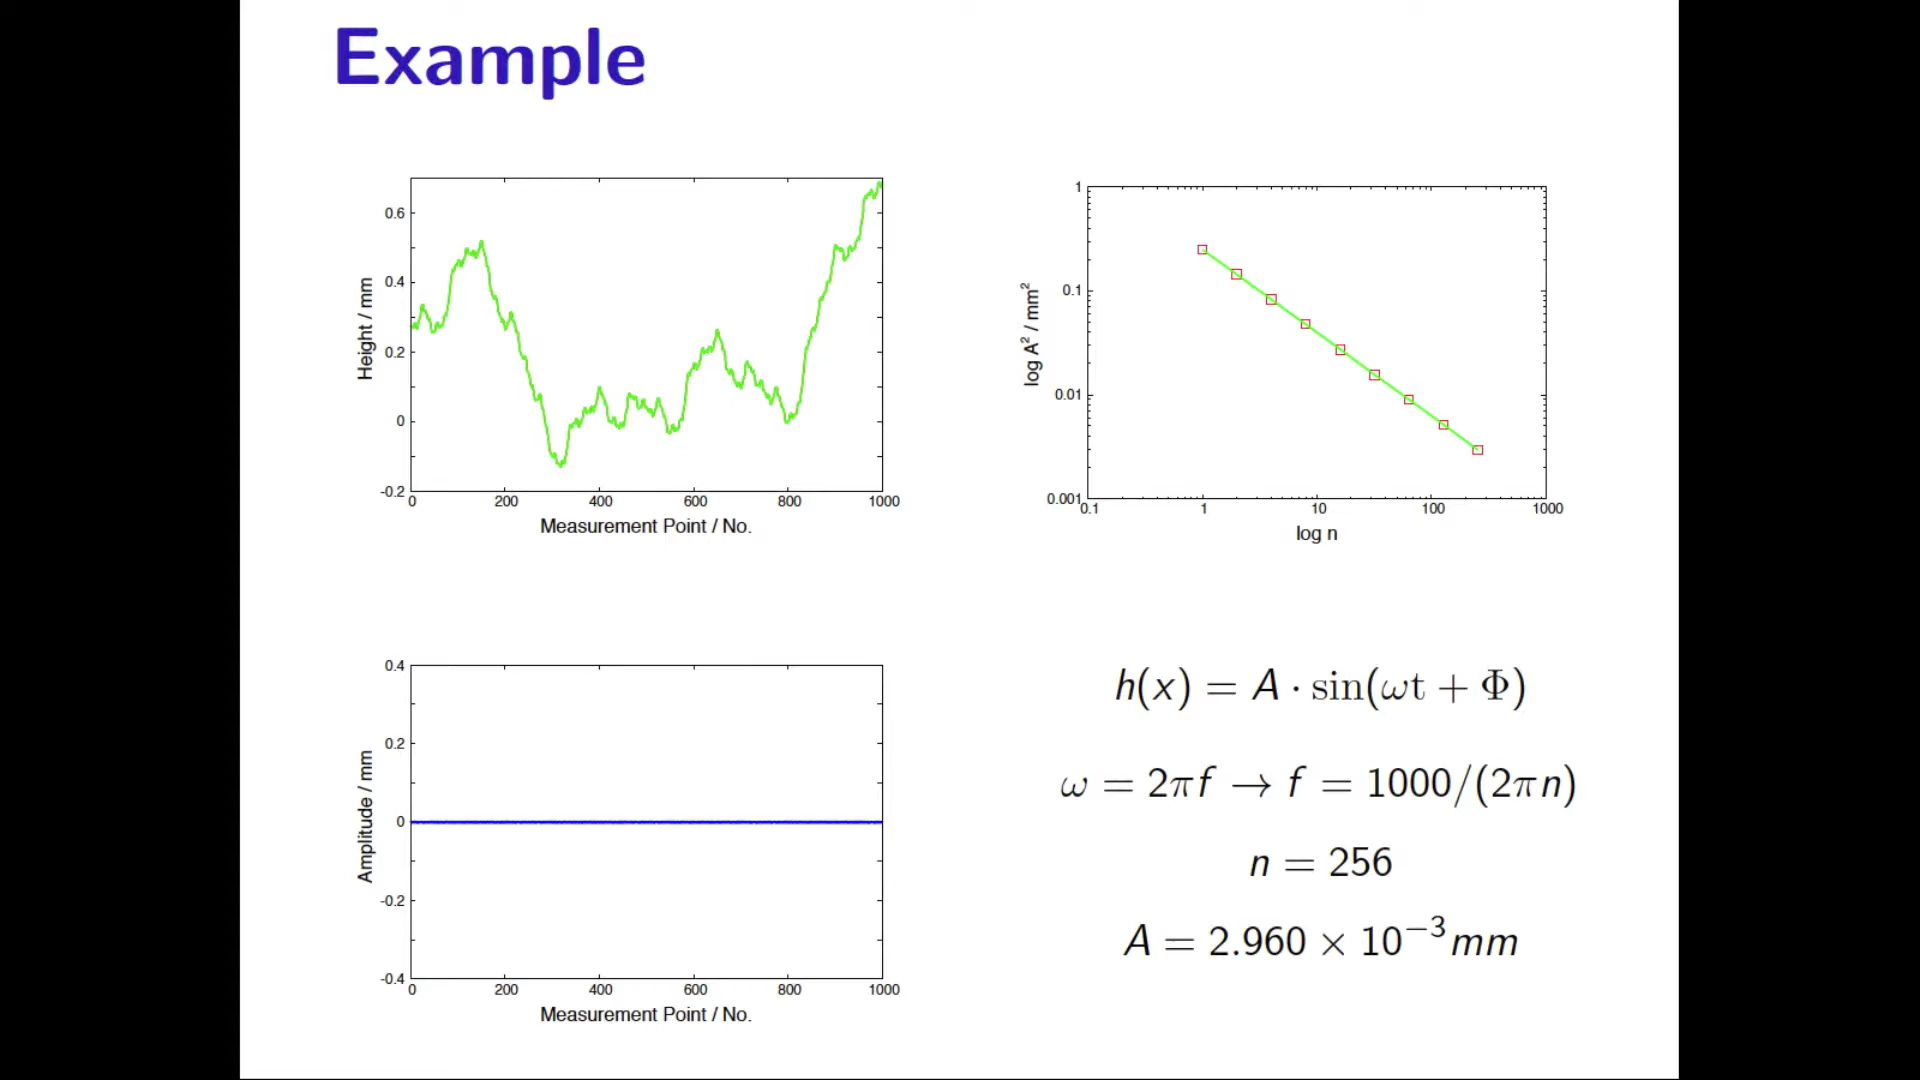 Example
0.6
0.4
0.2
0
-0.2
0 200 400 600 800 1000
Height / mm
Measurement Point / No.
1
0.1
0.01
0.001
0.1 1 10 100 1000
log A² / mm²
log n
0.4
0.2
0
-0.2
-0.4
0 200 400 600 800 1000
Amplitude / mm
Measurement Point / No.
h(x) = A · sin(ωt + Φ)
ω = 2πf → f = 1000/(2πn)
n = 256
A = 2.960 × 10⁻³mm